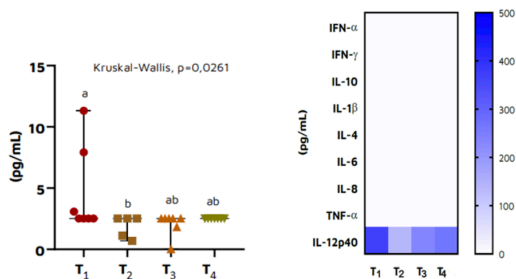 Kruskal-Wallis, p=0,0261
(pg/mL)
15
10
5
0
a
b
ab
ab
T1
T2
T3
T4
(pg/mL)
IFN-α
IFN-γ
IL-10
IL-1β
IL-4
IL-6
IL-8
TNF-α
IL-12p40
T1
T2
T3
T4
500
400
300
200
100
0